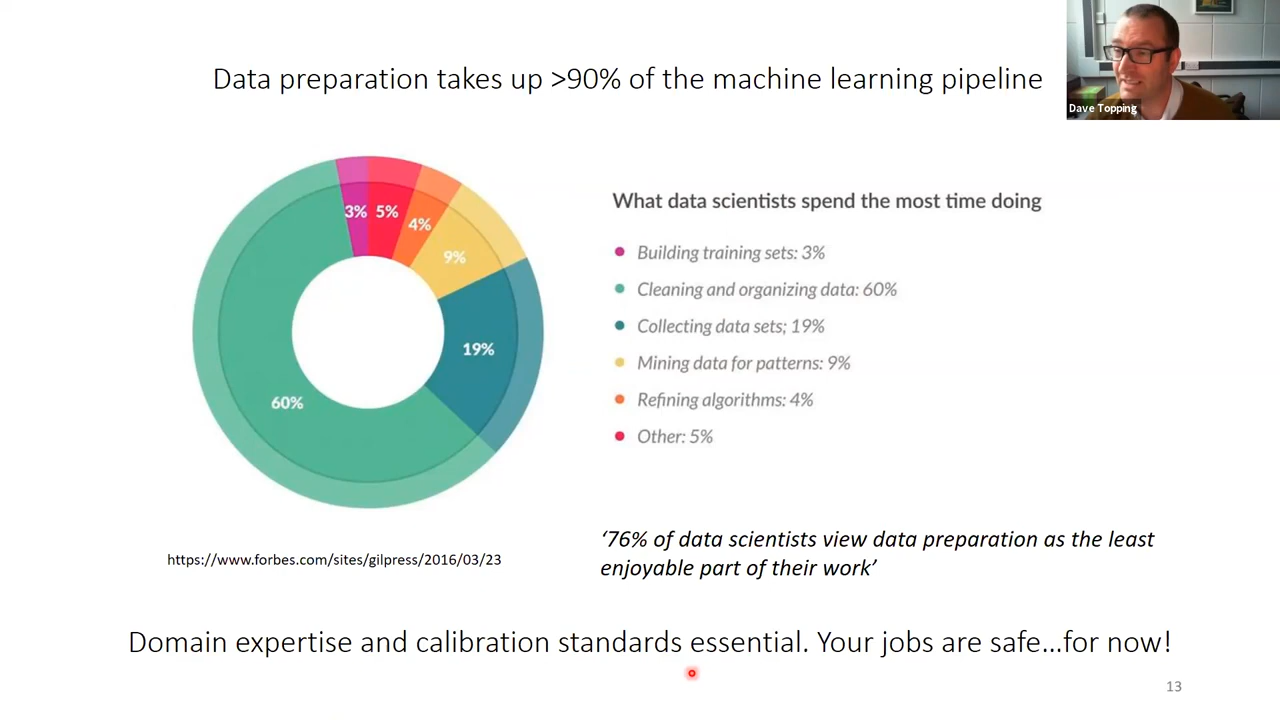 Data preparation takes up >90% of the machine learning pipeline
Dave Topping
3% 5%
4%
9%
19%
60%
What data scientists spend the most time doing
Building training sets: 3%
Cleaning and organizing data: 60%
Collecting data sets; 19%
Mining data for patterns: 9%
Refining algorithms: 4%
Other: 5%
https://www.forbes.com/sites/gilpress/2016/03/23
‘76% of data scientists view data preparation as the least
enjoyable part of their work’
Domain expertise and calibration standards essential. Your jobs are safe…for now!
13